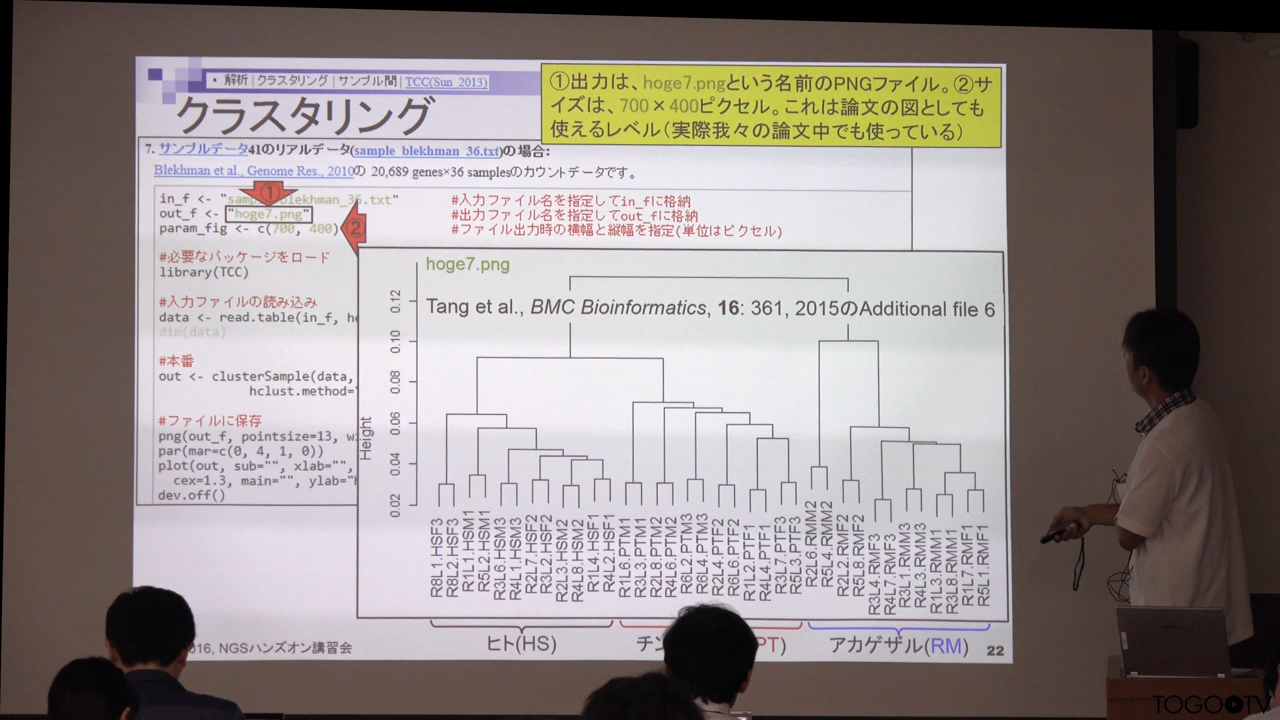 • 解析 | クラスタリング | サンプル間 | TCC(Sun_2013)
クラスタリング
①出力は、hoge7.pngという名前のPNGファイル。②サ
イズは、700×400ピクセル。これは論文の図としても
使えるレベル(実際我々の論文中でも使っている)
7. サンプルデータ41のリアルデータ(sample_blekhman_36.txt)の場合:
Blekhman et al., Genome Res., 2010の 20,689 genes×36 samplesのカウントデータです。
①
in_f <- "sam blekhman_36.txt" #入力ファイル名を指定してin_fに格納
out_f <- "hoge7.png" #出力ファイル名を指定してout_fに格納
param_fig <- c(700, 400) ② #ファイル出力時の横幅と縦幅を指定(単位はピクセル)
#必要なパッケージをロード
library(TCC)
#入力ファイルの読み込み
data <- read.table(in_f, he
dim(data)
#本番
out <- clusterSample(data,
hclust.method="
#ファイルに保存
png(out_f, pointsize=13, wi
par(mar=c(0, 4, 1, 0))
plot(out, sub="", xlab="",
cex=1.3, main="", ylab="H
dev.off()
hoge7.png
Tang et al., BMC Bioinformatics, 16: 361, 2015のAdditional file 6
Height
0.12
0.10
0.08
0.06
0.04
0.02
R8L1.HSF3
R8L2.HSF3
R1L1.HSM1
R5L2.HSM1
R3L6.HSM3
R4L1.HSM3
R2L7.HSF2
R3L2.HSF2
R2L3.HSM2
R4L8.HSM2
R1L4.HSF1
R4L2.HSF1
R1L6.PTM1
R3L3.PTM1
R2L8.PTM2
R4L6.PTM2
R6L2.PTM3
R6L4.PTM3
R2L4.PTF2
R6L6.PTF2
R1L2.PTF1
R4L4.PTF1
R3L7.PTF3
R5L3.PTF3
R2L6.RMM2
R5L4.RMM2
R2L2.RMF2
R5L8.RMF2
R3L4.RMF3
R4L7.RMF3
R3L1.RMM3
R4L3.RMM3
R1L3.RMM1
R3L8.RMM1
R1L7.RMF1
R5L1.RMF1
ヒト(HS)
チン PT)
アカゲザル(RM)
016, NGSハンズオン講習会
22
TOGOTV